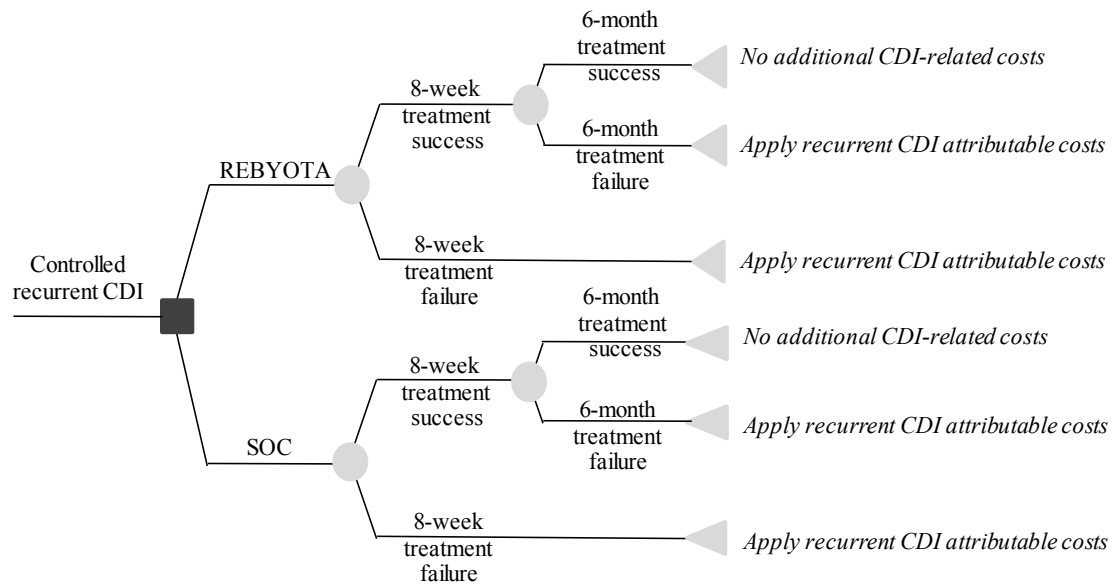 6-month
treatment
success
No additional CDI-related costs
8-week
treatment
success
6-month
treatment
failure
Apply recurrent CDI attributable costs
REBYOTA
8-week
treatment
failure
Apply recurrent CDI attributable costs
Controlled
recurrent CDI
6-month
treatment
success
No additional CDI-related costs
8-week
treatment
success
6-month
treatment
failure
Apply recurrent CDI attributable costs
SOC
8-week
treatment
failure
Apply recurrent CDI attributable costs